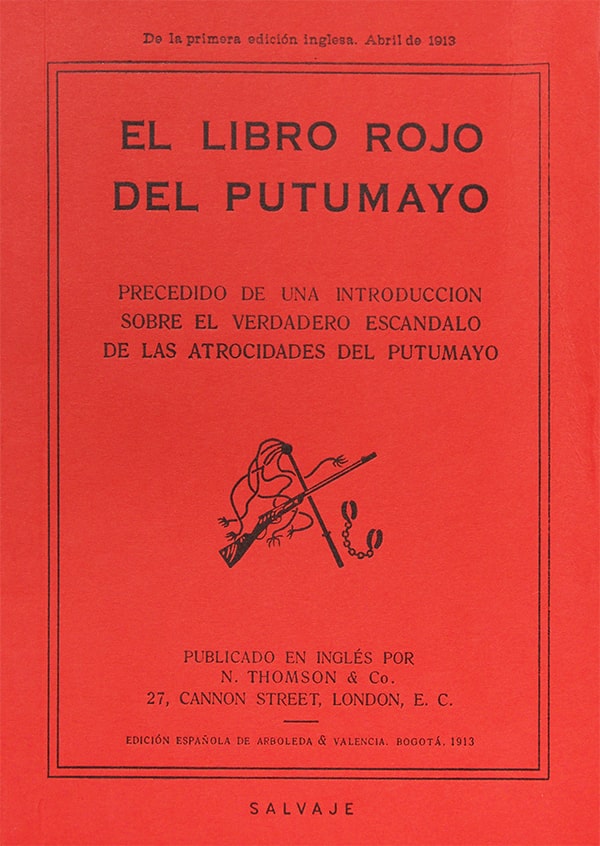 De la primera edición inglesa. Abril de 1913
EL LIBRO ROJO
DEL PUTUMAYO
PRECEDIDO DE UNA INTRODUCCION
SOBRE EL VERDADERO ESCANDALO
DE LAS ATROCIDADES DEL PUTUMAYO
PUBLICADO EN INGLÉS POR
N. THOMSON & Co.
27, CANNON STREET, LONDON, E. C.
EDICIÓN ESPAÑOLA DE ARBOLEDA & VALENCIA. BOGOTÁ, 1913
SALVAJE